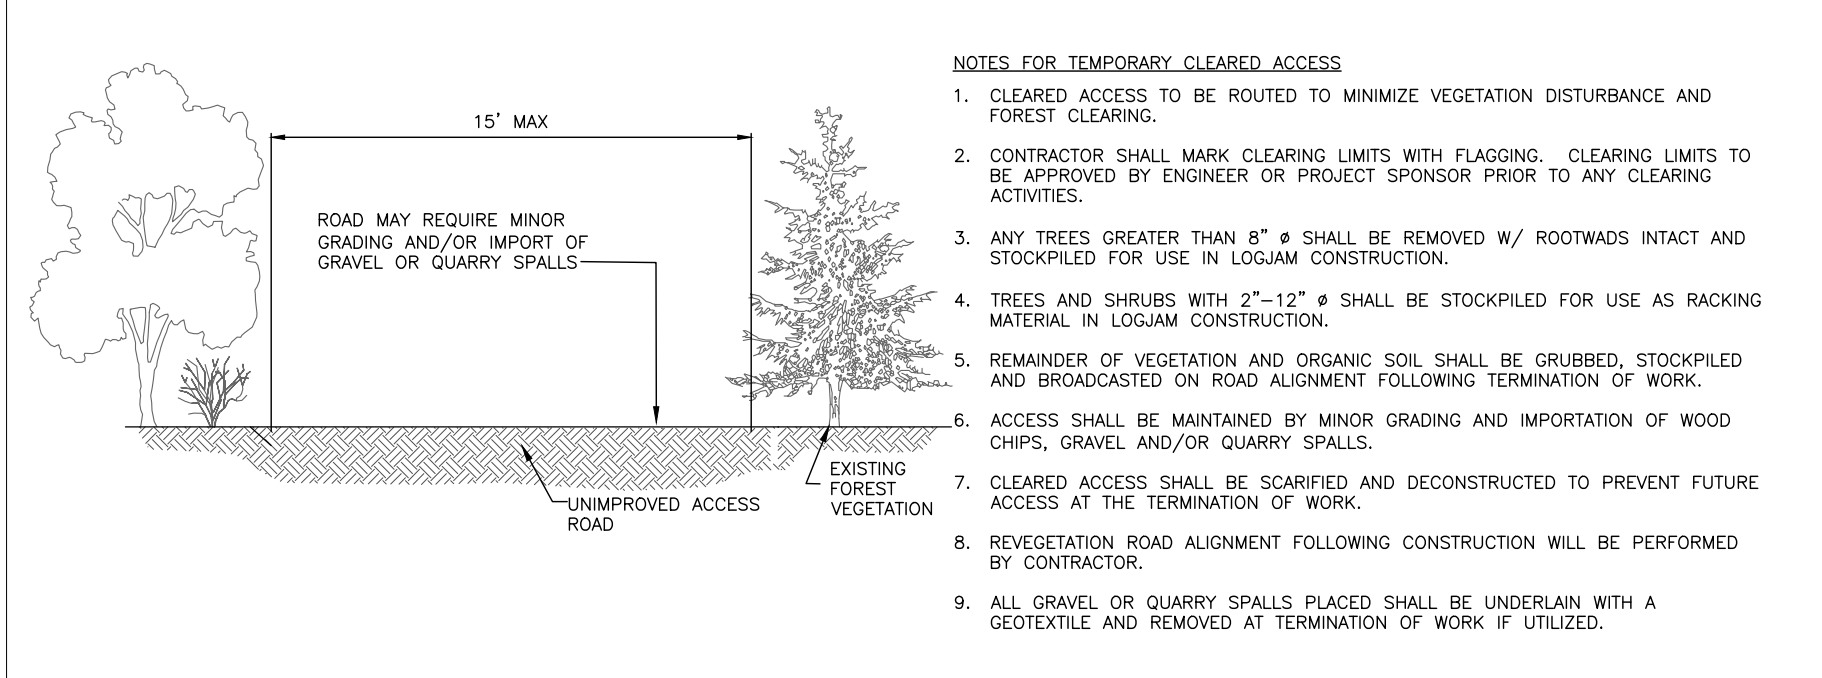 15' MAX
ROAD MAY REQUIRE MINOR
GRADING AND/OR IMPORT OF
GRAVEL OR QUARRY SPALLS
UNIMPROVED ACCESS
ROAD
EXISTING
FOREST
VEGETATION
NOTES FOR TEMPORARY CLEARED ACCESS
1. CLEARED ACCESS TO BE ROUTED TO MINIMIZE VEGETATION DISTURBANCE AND
FOREST CLEARING.
2. CONTRACTOR SHALL MARK CLEARING LIMITS WITH FLAGGING. CLEARING LIMITS TO
BE APPROVED BY ENGINEER OR PROJECT SPONSOR PRIOR TO ANY CLEARING
ACTIVITIES.
3. ANY TREES GREATER THAN 8" ø SHALL BE REMOVED W/ ROOTWADS INTACT AND
STOCKPILED FOR USE IN LOGJAM CONSTRUCTION.
4. TREES AND SHRUBS WITH 2"-12" ø SHALL BE STOCKPILED FOR USE AS RACKING
MATERIAL IN LOGJAM CONSTRUCTION.
5. REMAINDER OF VEGETATION AND ORGANIC SOIL SHALL BE GRUBBED, STOCKPILED
AND BROADCASTED ON ROAD ALIGNMENT FOLLOWING TERMINATION OF WORK.
6. ACCESS SHALL BE MAINTAINED BY MINOR GRADING AND IMPORTATION OF WOOD
CHIPS, GRAVEL AND/OR QUARRY SPALLS.
7. CLEARED ACCESS SHALL BE SCARIFIED AND DECONSTRUCTED TO PREVENT FUTURE
ACCESS AT THE TERMINATION OF WORK.
8. REVEGETATION ROAD ALIGNMENT FOLLOWING CONSTRUCTION WILL BE PERFORMED
BY CONTRACTOR.
9. ALL GRAVEL OR QUARRY SPALLS PLACED SHALL BE UNDERLAIN WITH A
GEOTEXTILE AND REMOVED AT TERMINATION OF WORK IF UTILIZED.